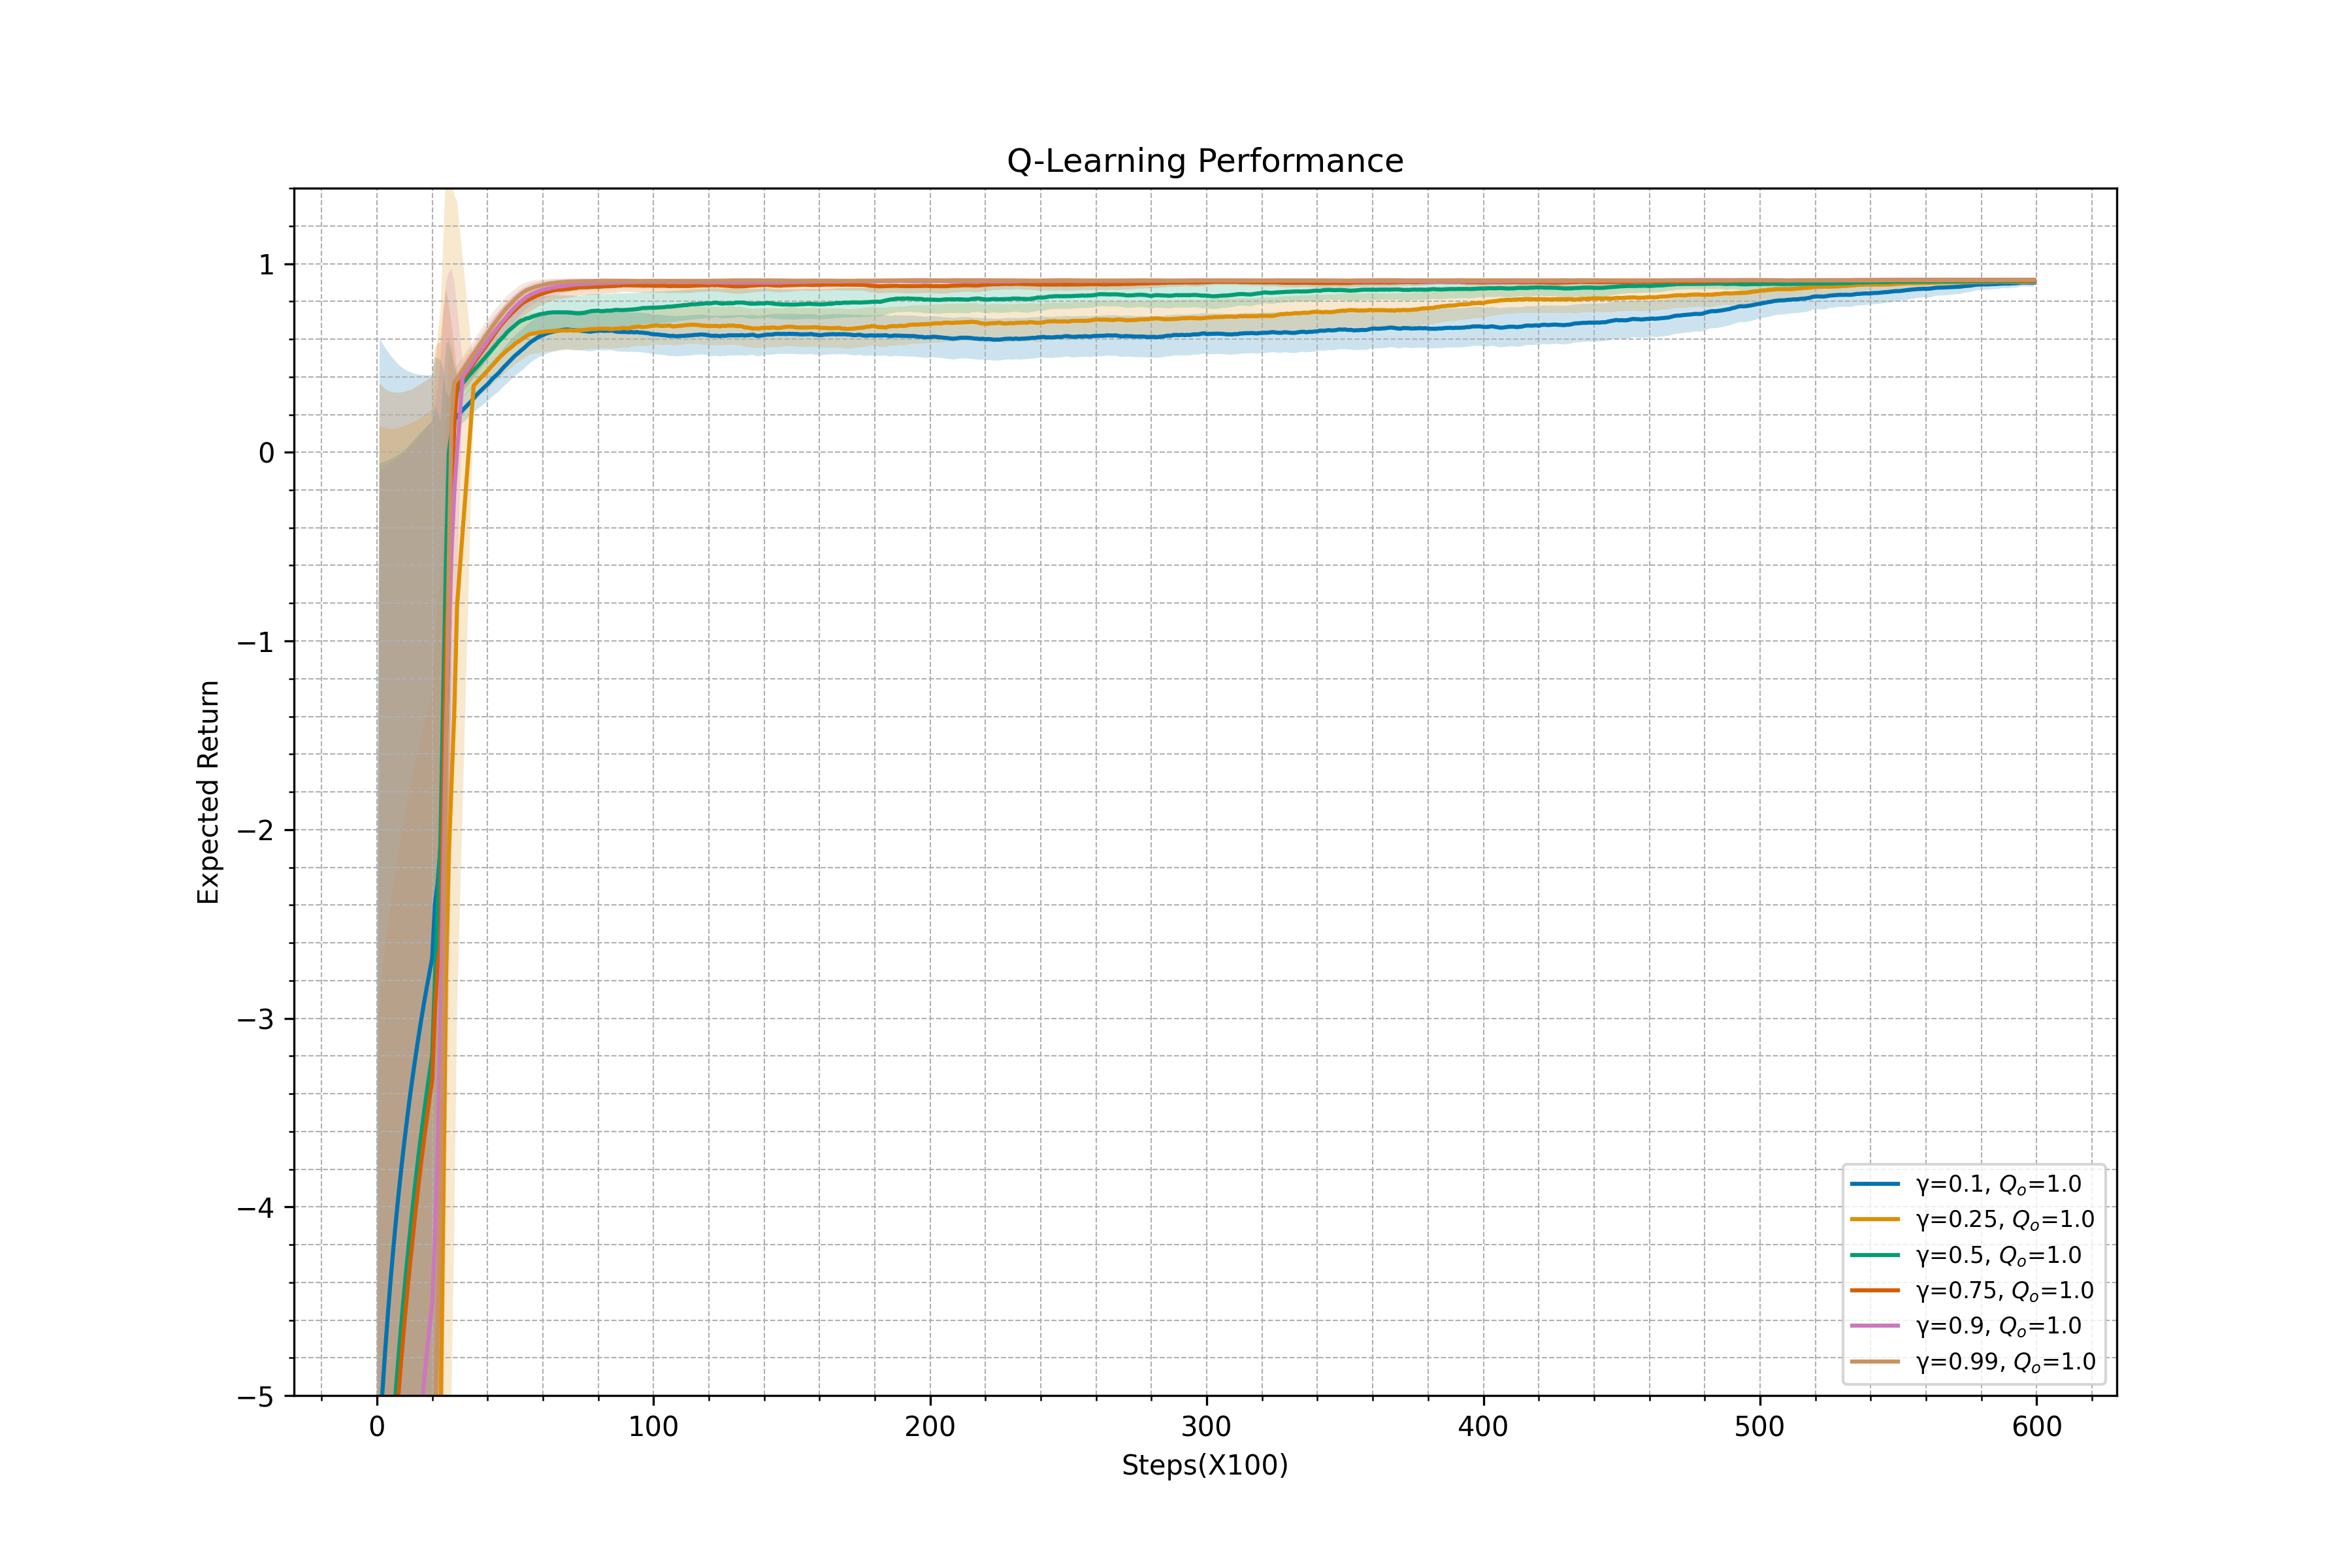 Q-Learning Performance
Expected Return
1
0
−1
−2
−3
−4
−5
0 100 200 300 400 500 600
Steps(X100)
γ=0.1, Qₒ=1.0
γ=0.25, Qₒ=1.0
γ=0.5, Qₒ=1.0
γ=0.75, Qₒ=1.0
γ=0.9, Qₒ=1.0
γ=0.99, Qₒ=1.0